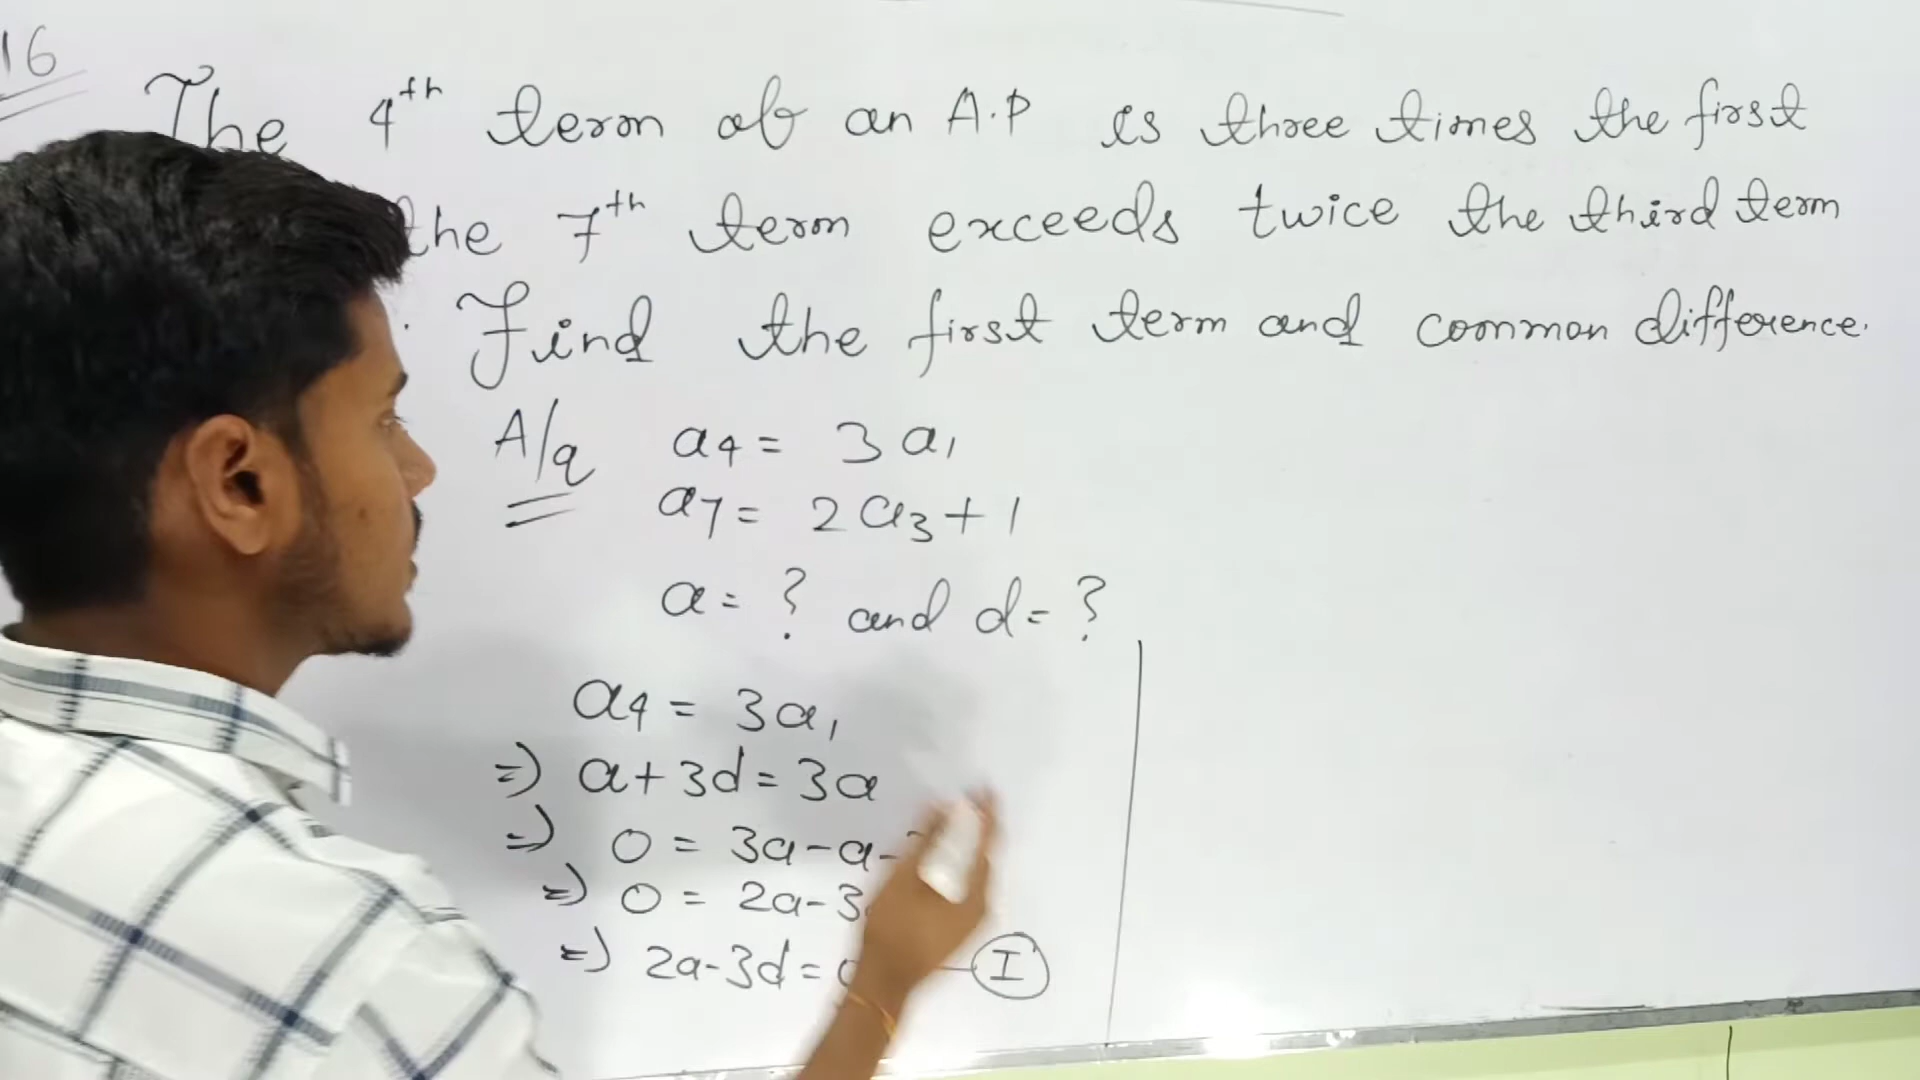 16
The 4th term of an A.P is three times the first
the 7th term exceeds twice the third term
. Find the first term and common difference.
A/q a4 = 3a1
a7 = 2a3 + 1
a = ? and d = ?
a4 = 3a1
=) a + 3d = 3a
=) 0 = 3a - a -
=) 0 = 2a - 3
=) 2a - 3d = 0 — I